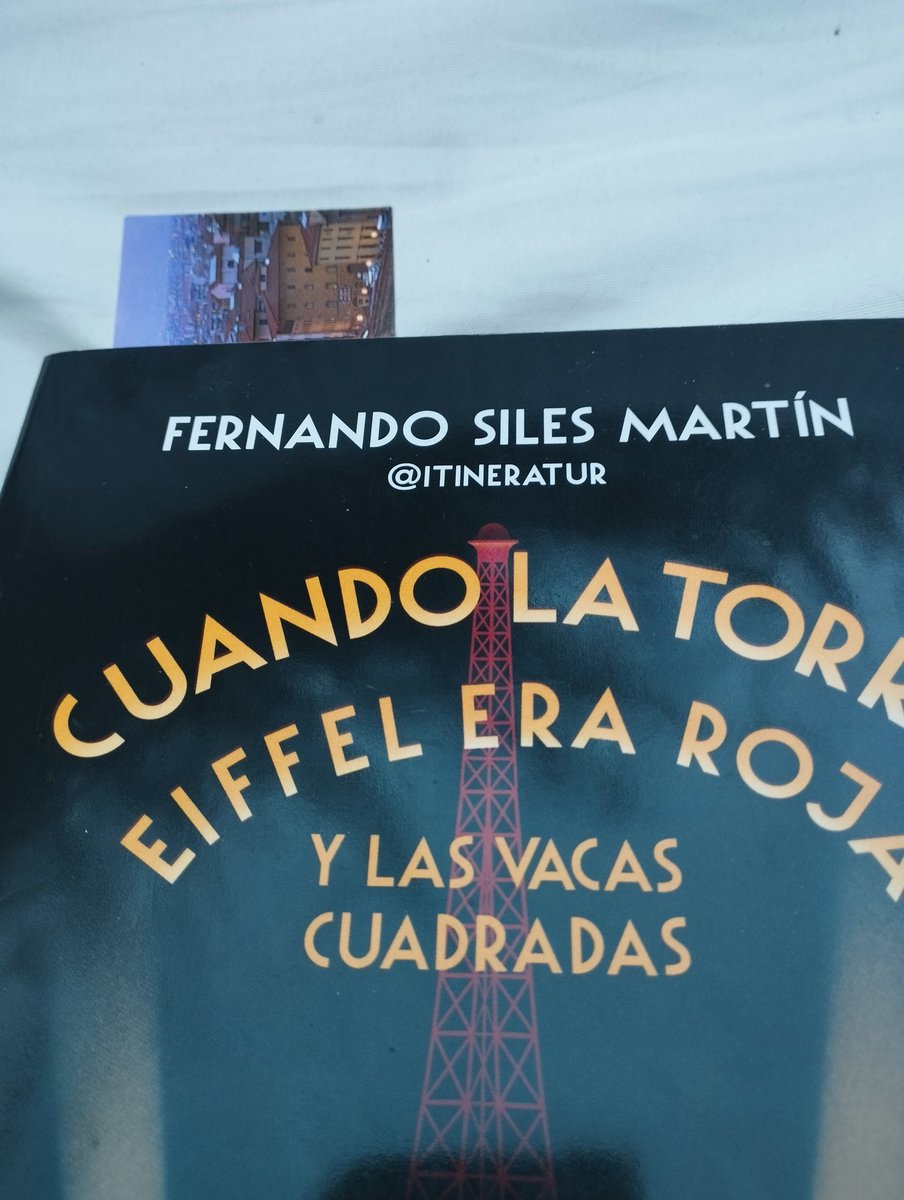 FERNANDO SILES MARTÍN
@ITINERATUR
CUANDO LA TORR
EIFFEL ERA ROJA
Y LAS VACAS
CUADRADAS